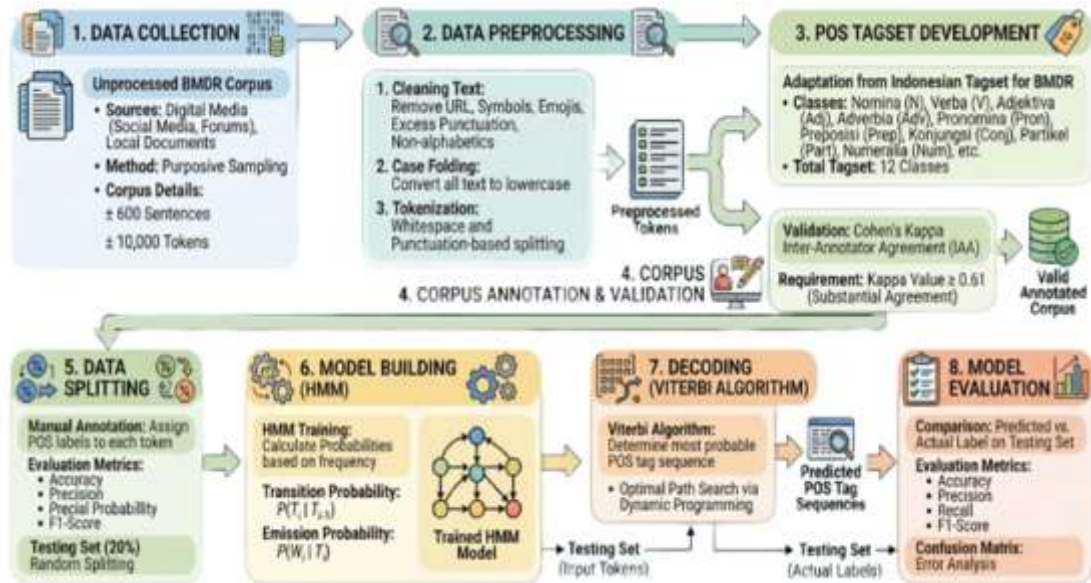 1. DATA COLLECTION
Unprocessed BMDR Corpus
• Sources: Digital Media
(Social Media, Forums),
Local Documents
• Method: Purposive Sampling
• Corpus Details:
± 600 Sentences
± 10,000 Tokens
2. DATA PREPROCESSING
1. Cleaning Text:
Remove URL, Symbols, Emojis,
Excess Punctuation,
Non-alphabetics
2. Case Folding:
Convert all text to lowercase
3. Tokenization:
Whitespace and
Punctuation-based splitting
Preprocessed
Tokens
3. POS TAGSET DEVELOPMENT
Adaptation from Indonesian Tagset for BMDR
• Classes: Nomina (N), Verba (V), Adjektiva
(Adj), Adverbia (Adv), Pronomina (Pron),
Preposisi (Prep), Konjungsi (Conj), Partikel
(Part), Numeralia (Num), etc.
• Total Tagset: 12 Classes
4. CORPUS
4. CORPUS ANNOTATION & VALIDATION
Validation: Cohen's Kappa
Inter-Annotator Agreement (IAA)
Requirement: Kappa Value ≥ 0.61
(Substantial Agreement)
Valid
Annotated
Corpus
5. DATA
SPLITTING
Manual Annotation: Assign
POS labels to each token
Evaluation Metrics:
• Accuracy
• Precision
• Precial Probability
• F1-Score
Testing Set (20%)
Random Splitting
6. MODEL BUILDING
(HMM)
HMM Training:
Calculate Probabilities
based on frequency
Transition Probability:
P(Tᵢ | Tᵢ₋₁)
Emission Probability:
P(Wᵢ | Tᵢ)
Trained HMM
Model
7. DECODING
(VITERBI ALGORITHM)
Viterbi Algorithm:
Determine most probable
POS tag sequence
• Optimal Path Search via
Dynamic Programming
Testing Set
(Input Tokens)
Predicted
POS Tag
Sequences
Testing Set
(Actual Labels)
8. MODEL
EVALUATION
Comparison: Predicted vs.
Actual Label on Testing Set
Evaluation Metrics:
• Accuracy
• Precision
• Recall
• F1-Score
Confusion Matrix:
Error Analysis